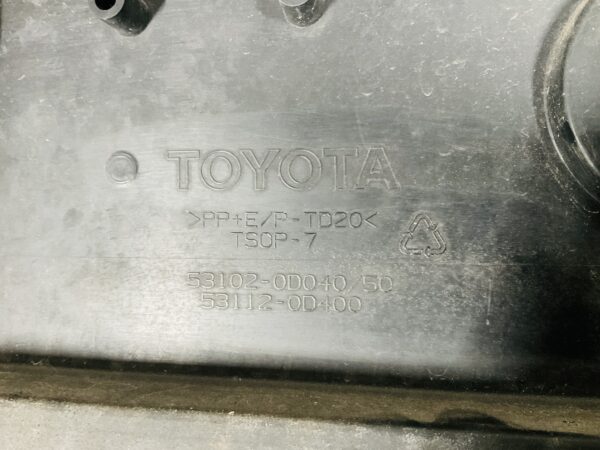 TOYOTA
>PP+E/P-TD20<
TSOP-7
53102-0D040/50
53112-0D400